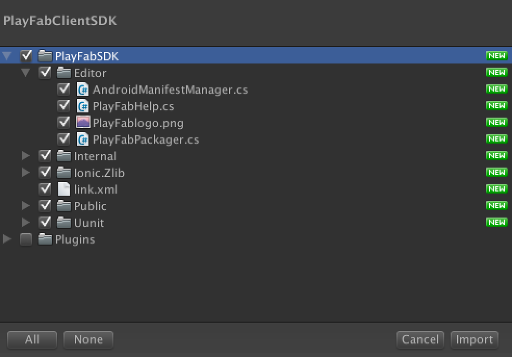 PlayFabClientSDK
PlayFabSDK NEW
Editor NEW
AndroidManifestManager.cs NEW
PlayFabHelp.cs NEW
PlayFablogo.png NEW
PlayFabPackager.cs NEW
Internal NEW
Ionic.Zlib NEW
link.xml NEW
Public NEW
Uunit NEW
Plugins
All None Cancel Import